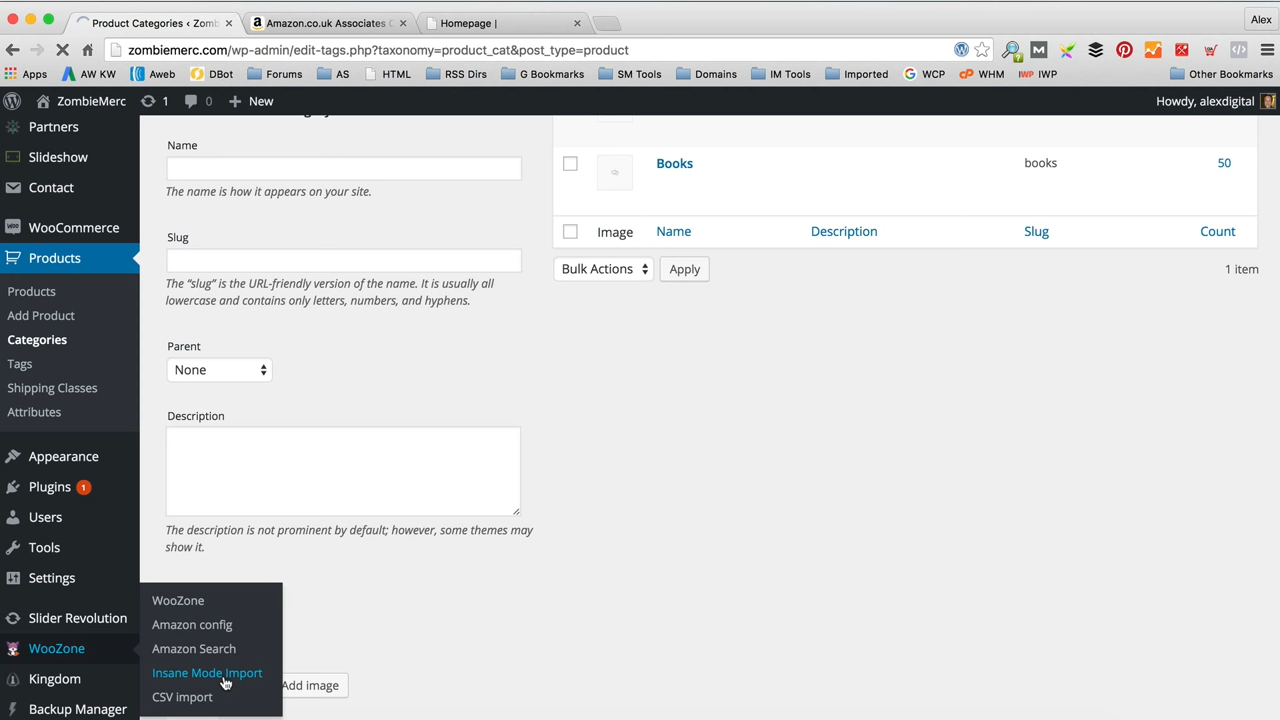 Product Categories ‹ Zomb
Amazon.co.uk Associates C
Homepage |
Alex
zombiemerc.com/wp-admin/edit-tags.php?taxonomy=product_cat&post_type=product
Apps
AW KW
Aweb
DBot
Forums
AS
HTML
RSS Dirs
G Bookmarks
SM Tools
Domains
IM Tools
Imported
WCP
WHM
IWP
Other Bookmarks
ZombieMerc
1
0
New
Howdy, alexdigital
Partners
Slideshow
Contact
WooCommerce
Products
Products
Add Product
Categories
Tags
Shipping Classes
Attributes
Appearance
Plugins 1
Users
Tools
Settings
Slider Revolution
WooZone
Kingdom
Backup Manager
WooZone
Amazon config
Amazon Search
Insane Mode Import
CSV import
Name
The name is how it appears on your site.
Slug
The “slug” is the URL-friendly version of the name. It is usually all
lowercase and contains only letters, numbers, and hyphens.
Parent
None
Description
The description is not prominent by default; however, some themes may
show it.
Add image
Books
books
50
Image
Name
Description
Slug
Count
Bulk Actions
Apply
1 item